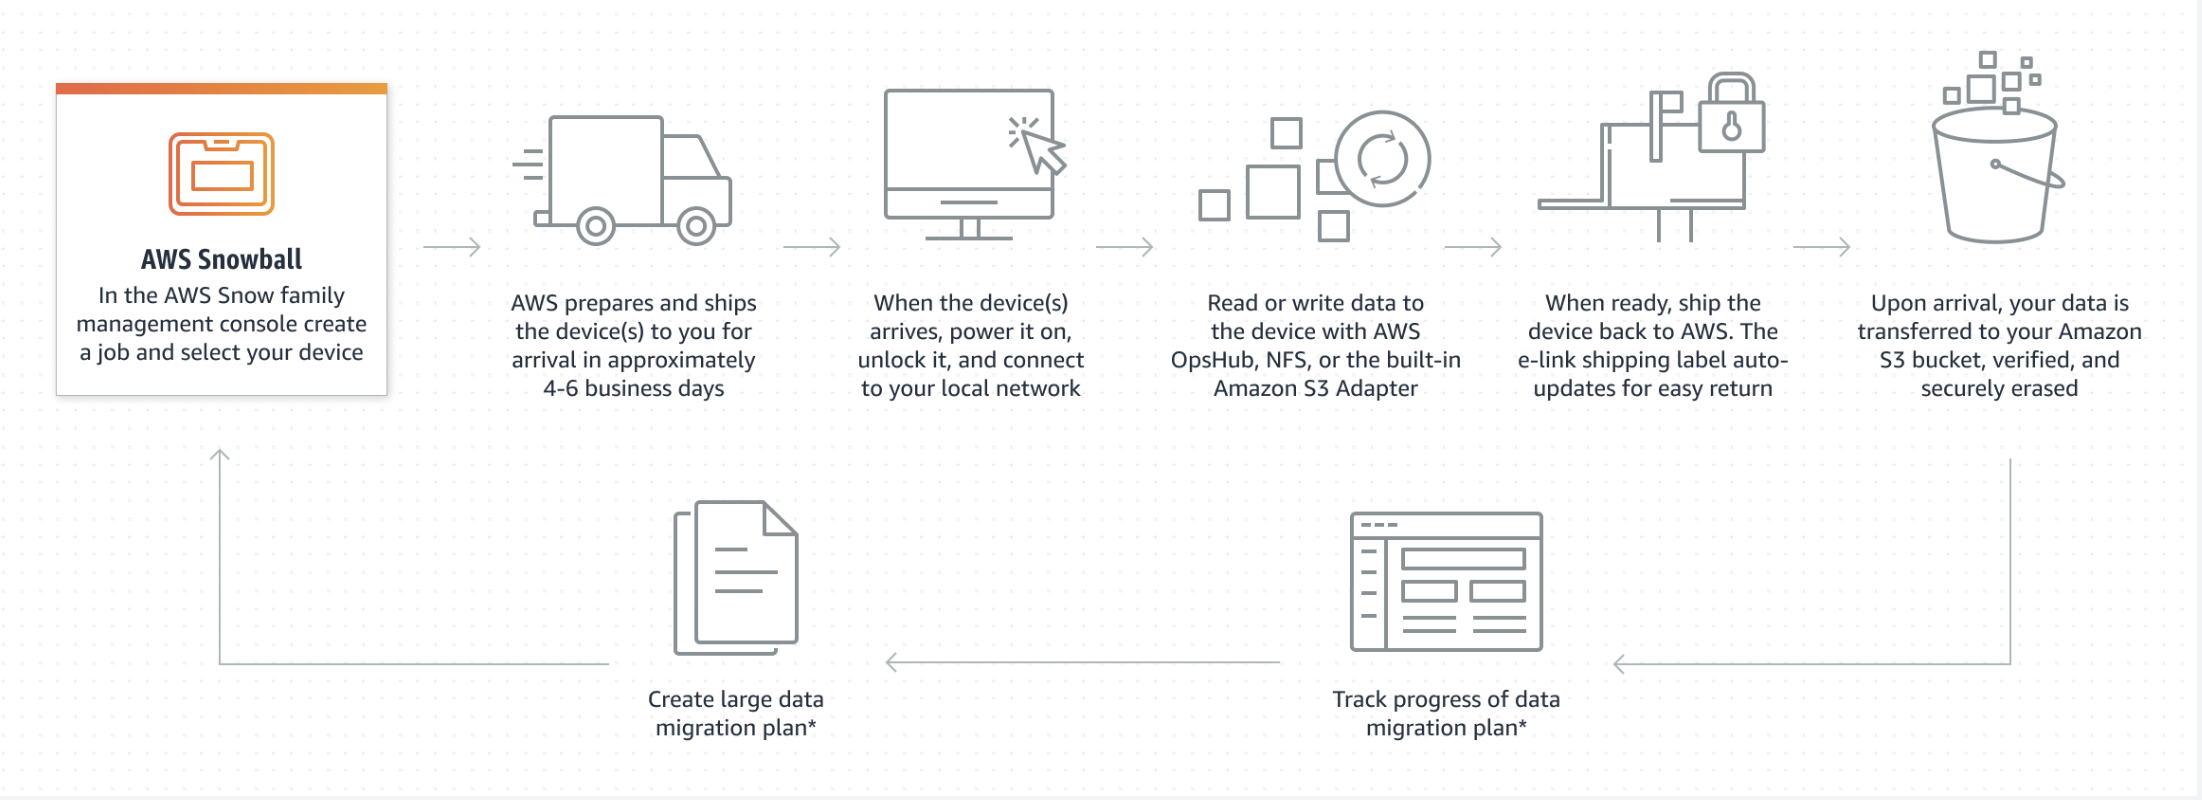 AWS Snowball
In the AWS Snow family
management console create
a job and select your device
AWS prepares and ships
the device(s) to you for
arrival in approximately
4-6 business days
When the device(s)
arrives, power it on,
unlock it, and connect
to your local network
Read or write data to
the device with AWS
OpsHub, NFS, or the built-in
Amazon S3 Adapter
When ready, ship the
device back to AWS. The
e-link shipping label auto-
updates for easy return
Upon arrival, your data is
transferred to your Amazon
S3 bucket, verified, and
securely erased
Create large data
migration plan*
Track progress of data
migration plan*